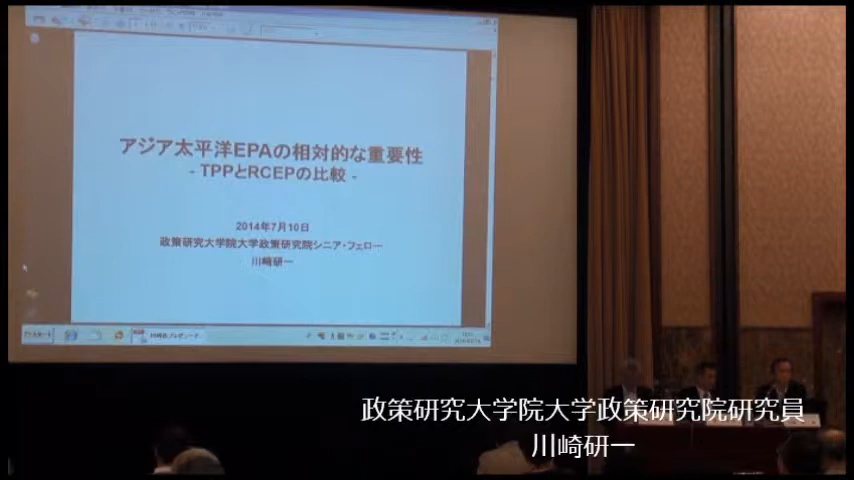 アジア太平洋EPAの相対的な重要性
- TPPとRCEPの比較 -
2014年7月10日
政策研究大学院大学政策研究院シニア・フェロー
川崎研一
政策研究大学院大学政策研究院研究員
川崎研一